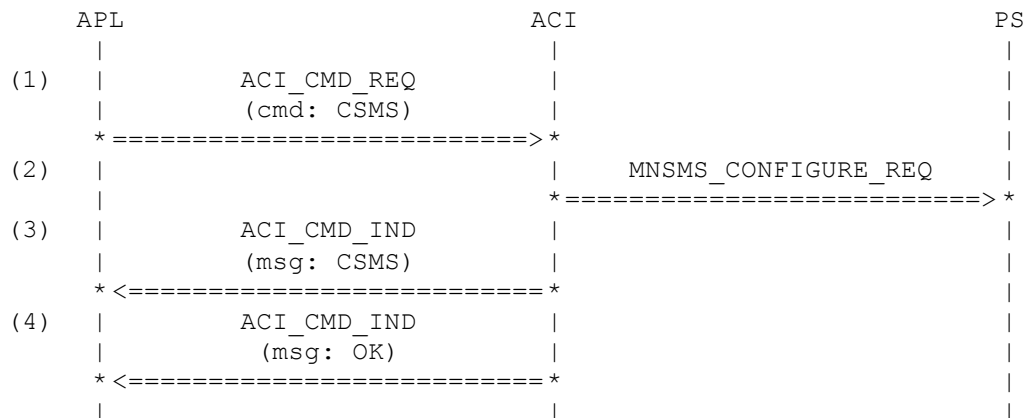 APL ACI PS
(1) ACI_CMD_REQ
(cmd: CSMS)
(2) MNSMS_CONFIGURE_REQ
(3) ACI_CMD_IND
(msg: CSMS)
(4) ACI_CMD_IND
(msg: OK)